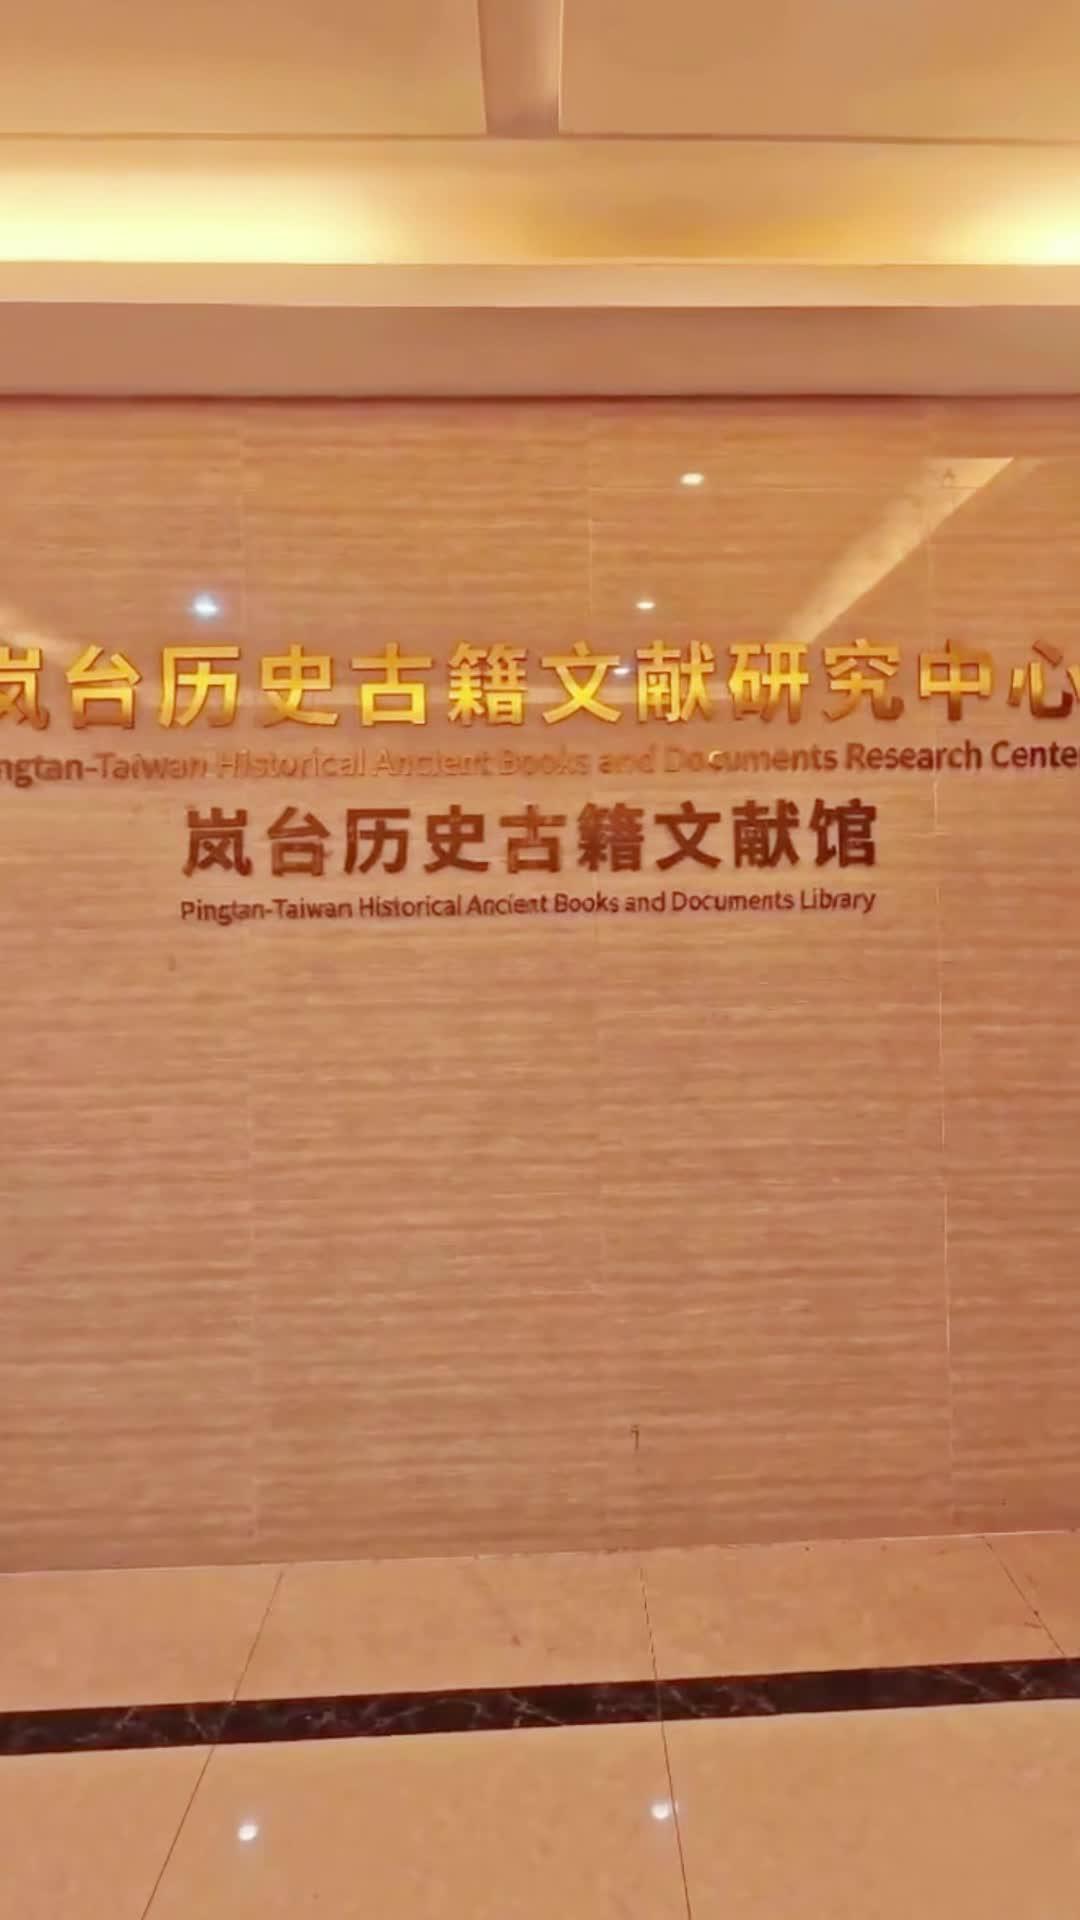 岚台历史古籍文献研究中心
ngtan-Taiwan Historical Ancient Books and Documents Research Center
岚台历史古籍文献馆
Pingtan-Taiwan Historical Ancient Books and Documents Library